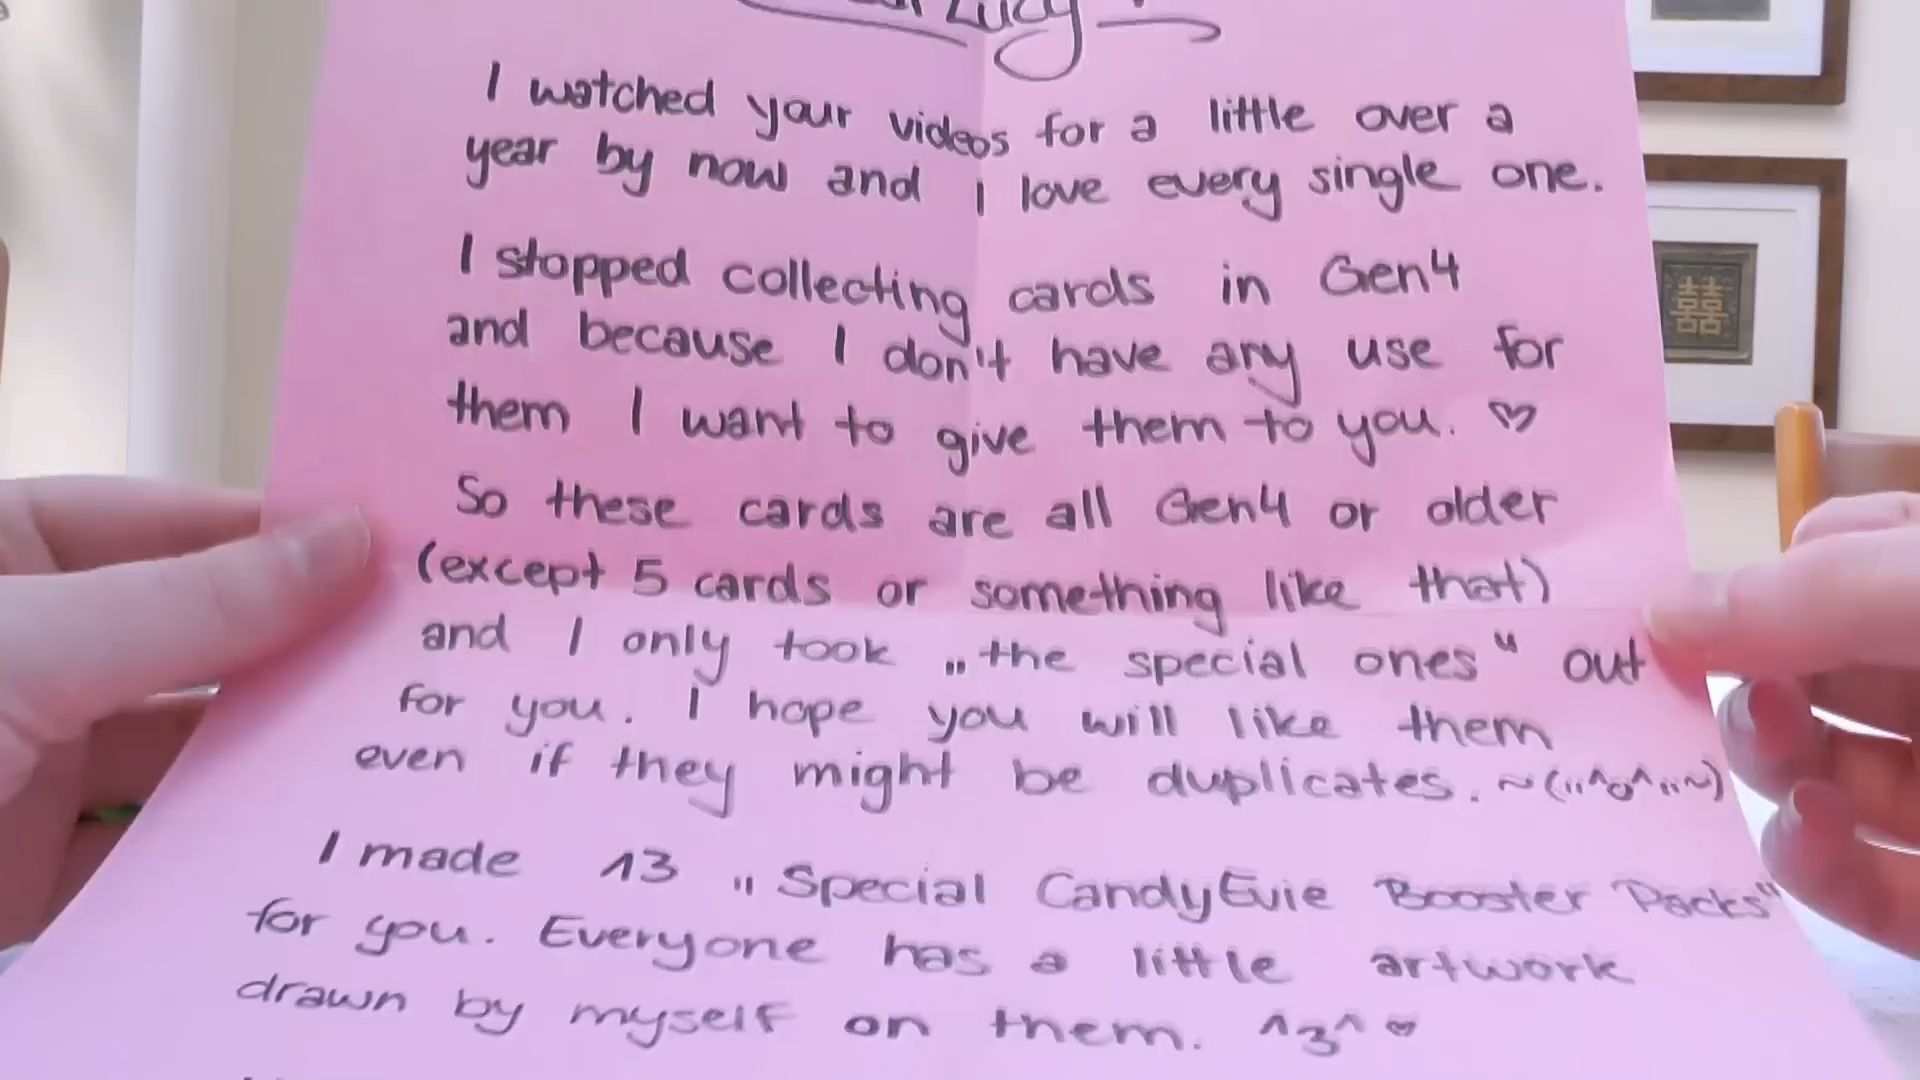 Lucy
I watched your videos for a little over a
year by now and I love every single one.
I stopped collecting cards in Gen4
and because I don't have any use for
them I want to give them to you. ♡
So these cards are all Gen4 or older
(except 5 cards or something like that)
and I only took „the special ones" out
for you. I hope you will like them
even if they might be duplicates. ~(¨^o^¨~)
I made 13 „Special CandyEvie Booster Packs"
for you. Everyone has a little artwork
drawn by myself on them. ^3^ ♡
囍